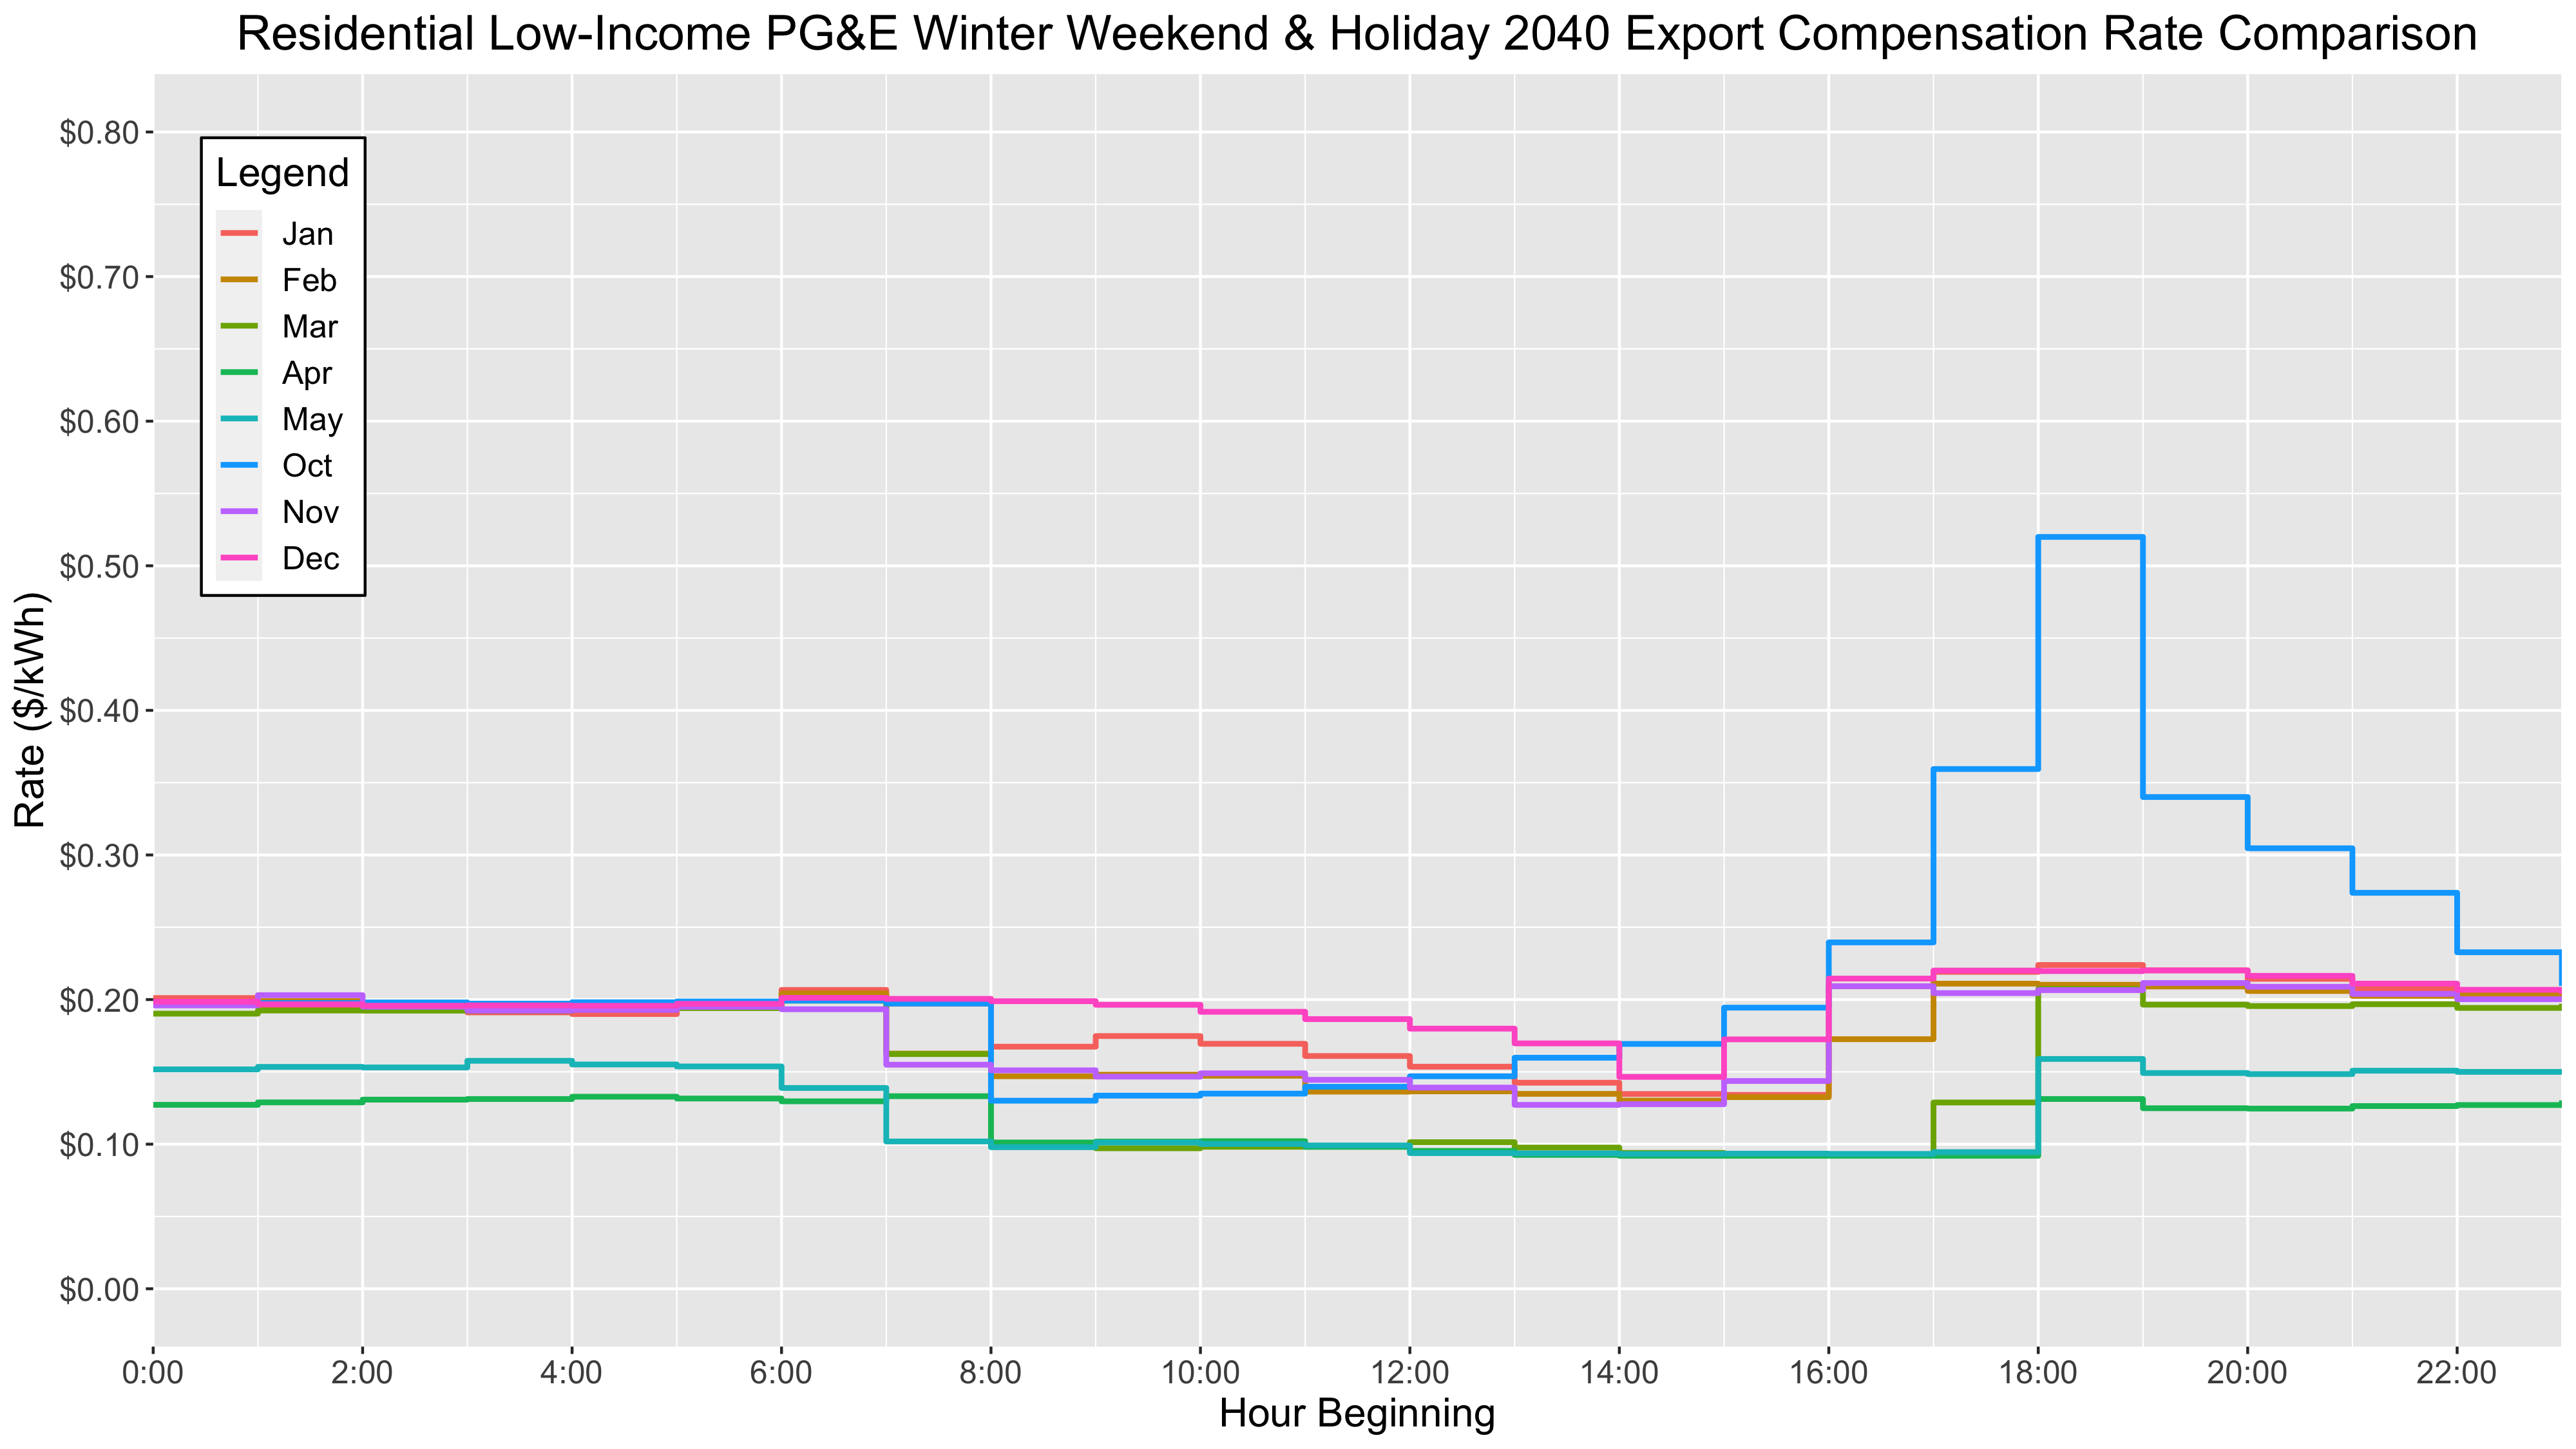 Residential Low-Income PG&E Winter Weekend & Holiday 2040 Export Compensation Rate Comparison
Rate ($/kWh)
$0.80
$0.70
$0.60
$0.50
$0.40
$0.30
$0.20
$0.10
$0.00
Legend
Jan
Feb
Mar
Apr
May
Oct
Nov
Dec
0:00 2:00 4:00 6:00 8:00 10:00 12:00 14:00 16:00 18:00 20:00 22:00
Hour Beginning